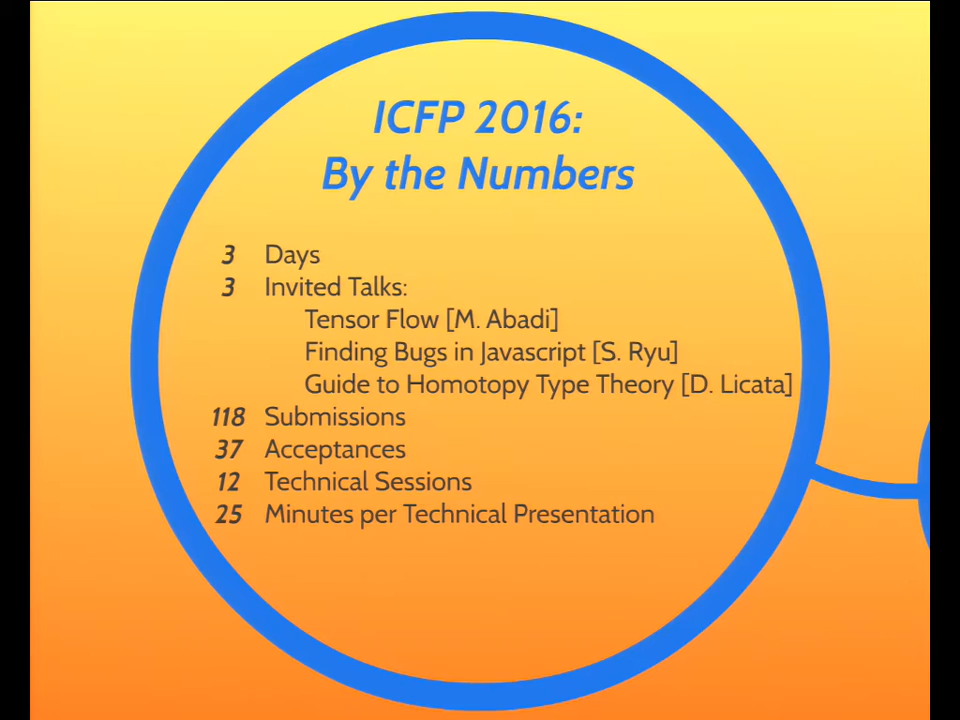 ICFP 2016:
By the Numbers
3 Days
3 Invited Talks:
Tensor Flow [M. Abadi]
Finding Bugs in Javascript [S. Ryu]
Guide to Homotopy Type Theory [D. Licata]
118 Submissions
37 Acceptances
12 Technical Sessions
25 Minutes per Technical Presentation